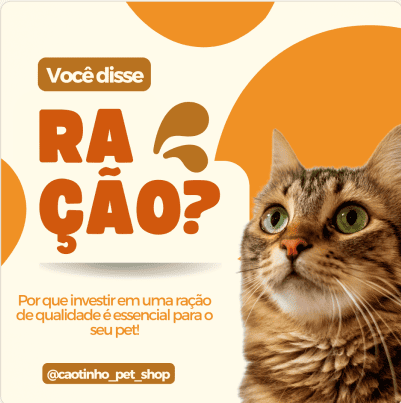 Você disse
RA
ÇÃO?
Por que investir em uma ração
de qualidade é essencial para o
seu pet!
@caotinho_pet_shop